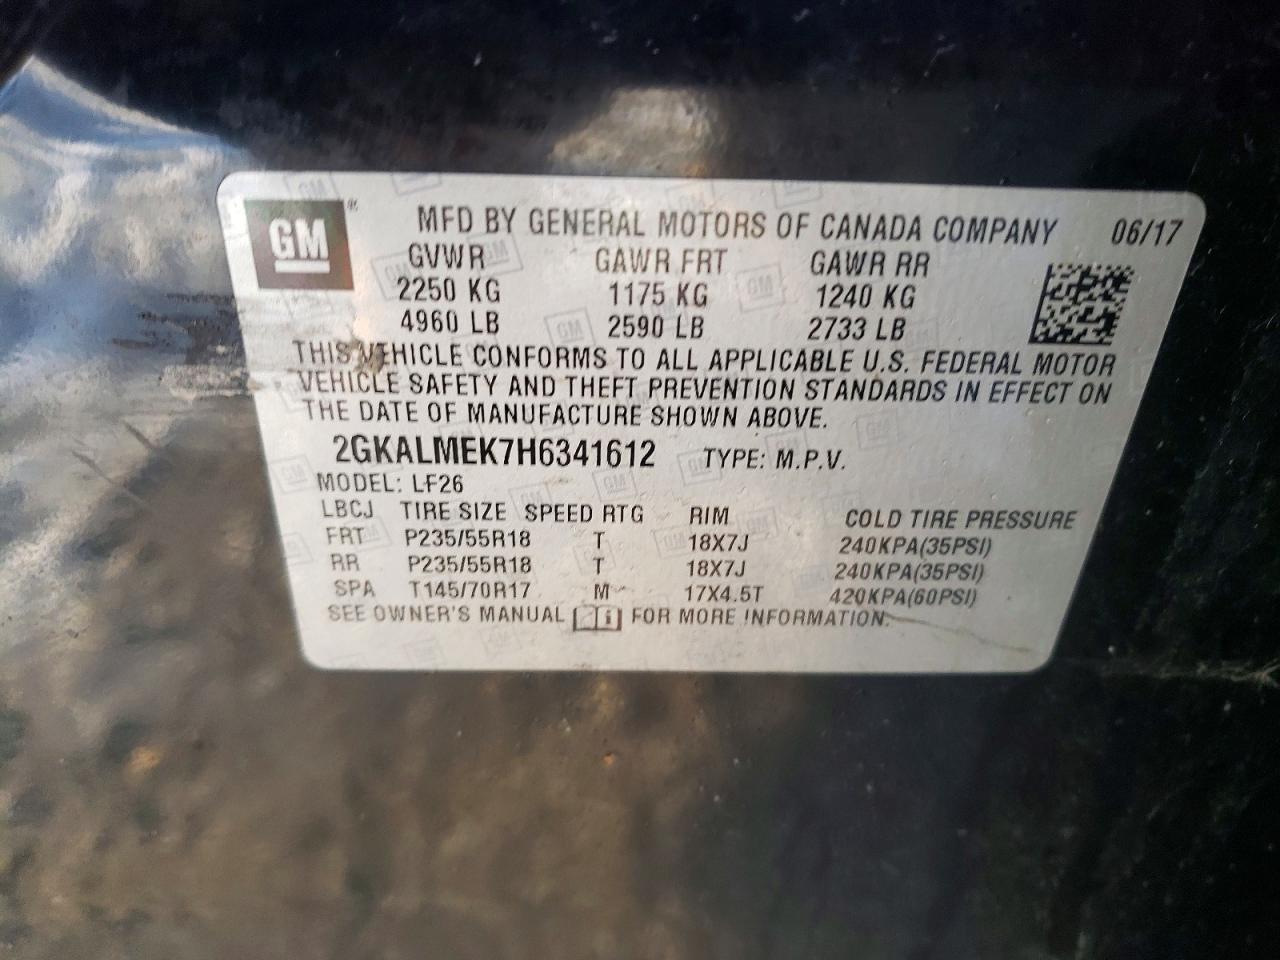 GM ®
MFD BY GENERAL MOTORS OF CANADA COMPANY 06/17
GVWR GAWR FRT GAWR RR
2250 KG 1175 KG 1240 KG
4960 LB 2590 LB 2733 LB
THIS VEHICLE CONFORMS TO ALL APPLICABLE U.S. FEDERAL MOTOR
VEHICLE SAFETY AND THEFT PREVENTION STANDARDS IN EFFECT ON
THE DATE OF MANUFACTURE SHOWN ABOVE.
2GKALMEK7H6341612 TYPE: M.P.V.
MODEL: LF26
LBCJ TIRE SIZE SPEED RTG RIM COLD TIRE PRESSURE
FRT P235/55R18 T 18X7J 240KPA(35PSI)
RR P235/55R18 T 18X7J 240KPA(35PSI)
SPA T145/70R17 M 17X4.5T 420KPA(60PSI)
SEE OWNER'S MANUAL FOR MORE INFORMATION.